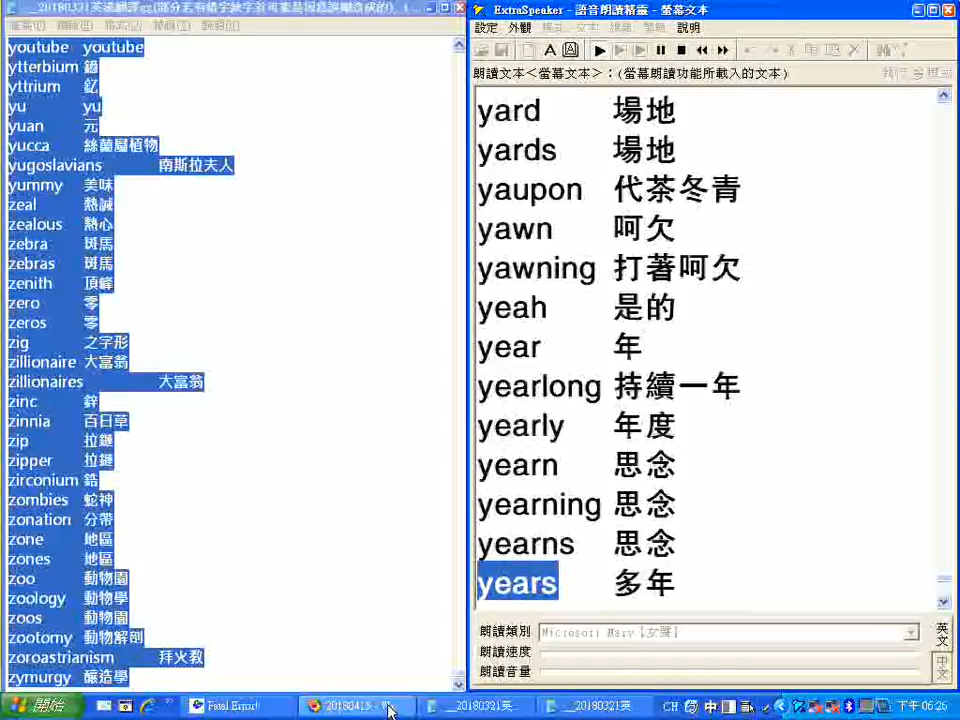 youtube youtube
ytterbium 鐿
yttrium 釔
yu yu
yuan 元
yucca 絲蘭屬植物
yugoslavians 南斯拉夫人
yummy 美味
zeal 熱誠
zealous 熱心
zebra 斑馬
zebras 斑馬
zenith 頂峰
zero 零
zeros 零
zig 之字形
zillionaire 大富翁
zillionaires 大富翁
zinc 鋅
zinnia 百日草
zip 拉鏈
zipper 拉鏈
zirconium 鋯
zombies 蛇神
zonation 分帶
zone 地區
zones 地區
zoo 動物園
zoology 動物學
zoos 動物園
zootomy 動物解剖
zoroastrianism 拜火教
zymurgy 釀造學
ExtraSpeaker - 語音朗讀精靈 - 螢幕文本
設定 外觀 說明
朗讀文本<螢幕文本>：(螢幕朗讀功能所載入的文本)
yard 場地
yards 場地
yaupon 代茶冬青
yawn 呵欠
yawning 打著呵欠
yeah 是的
year 年
yearlong 持續一年
yearly 年度
yearn 思念
yearning 思念
yearns 思念
years 多年
朗讀類別 Microsoft Mary【女聲】
朗讀速度
朗讀音量
英文
中文
開始
Fatal Error!
20180413 -
__20180321英...
__20180321英...
CH
中
下午 06:26